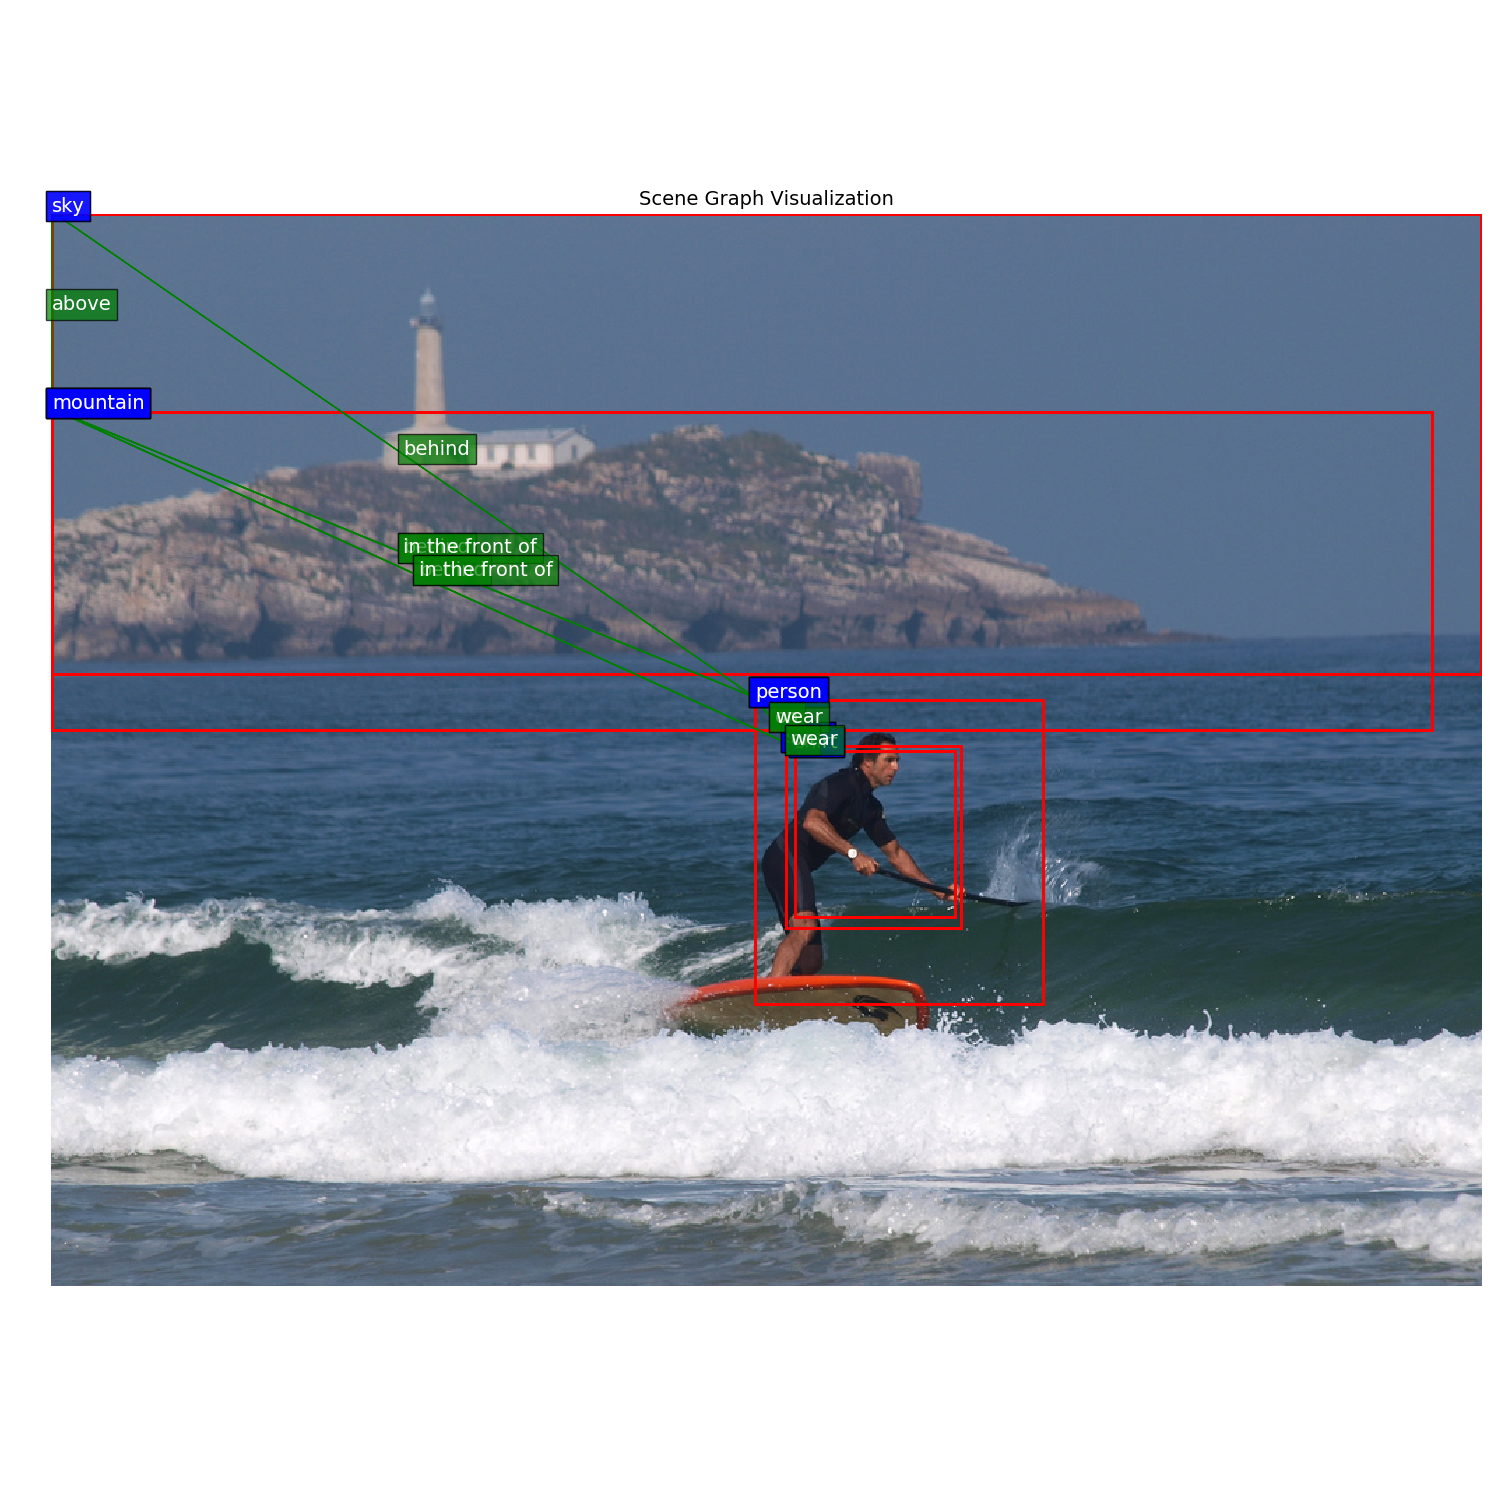 Scene Graph Visualization
sky
above
mountain
behind
in the front of
in the front of
person
wear
wear